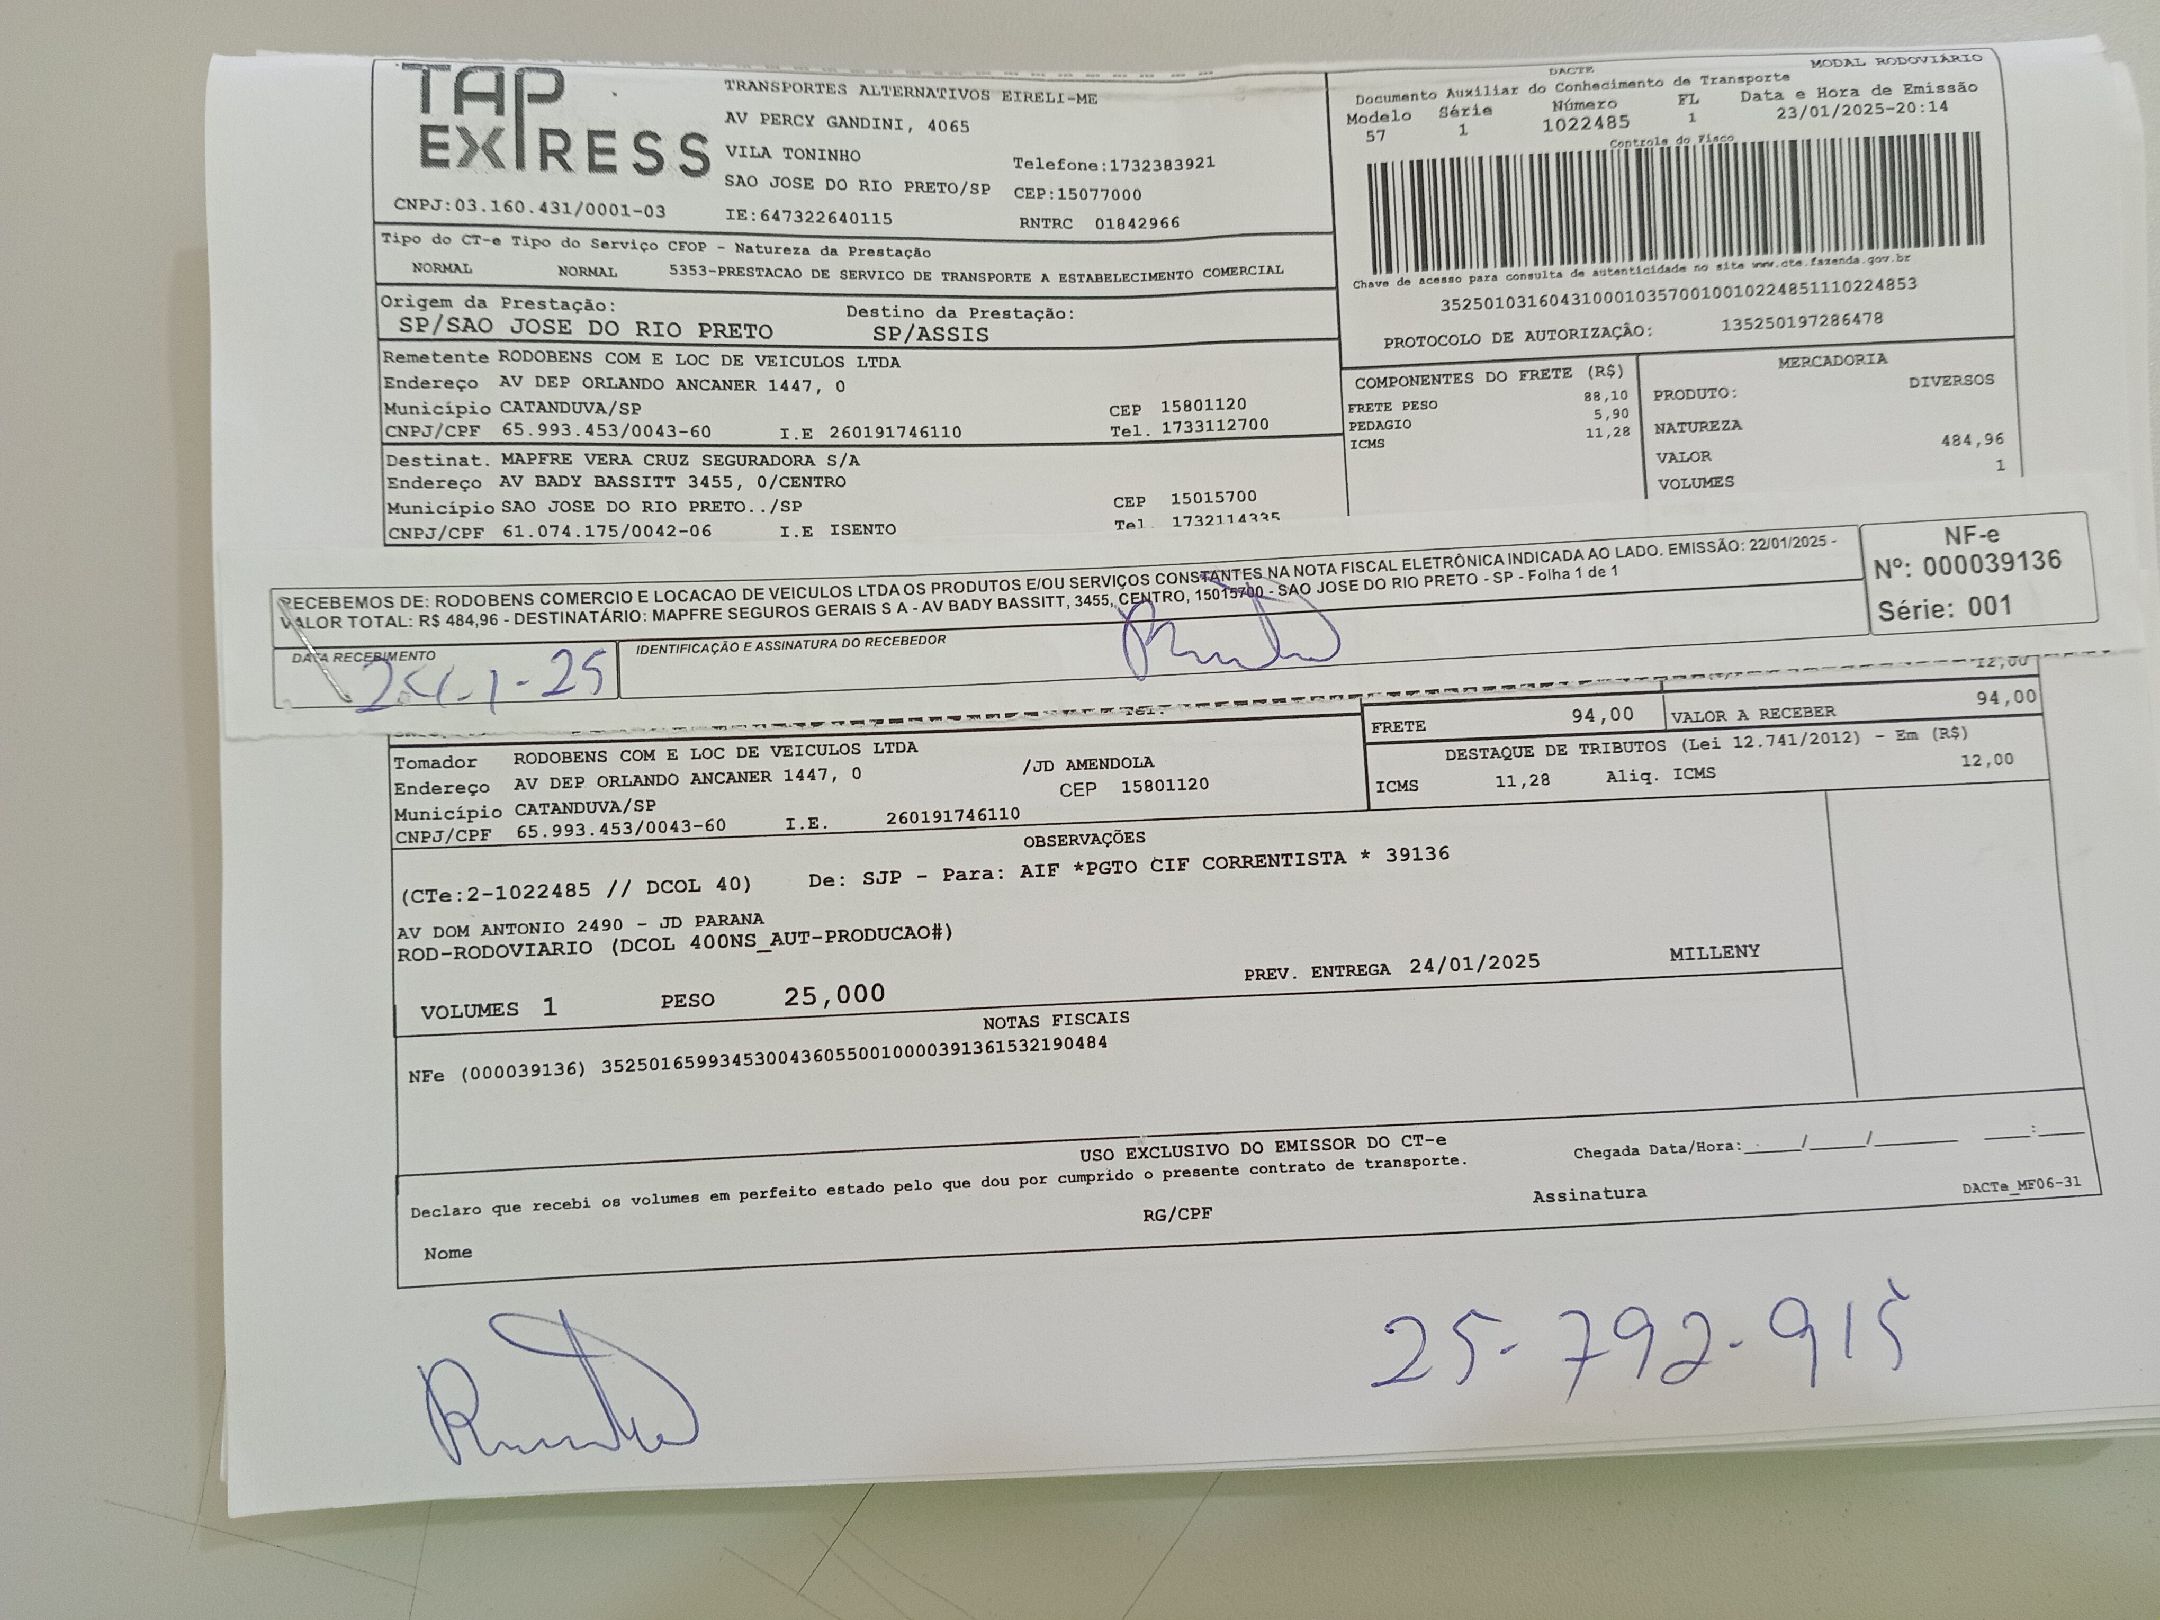 TAP EXPRESS
CNPJ:03.160.431/0001-03
TRANSPORTES ALTERNATIVOS EIRELI-ME
AV PERCY GANDINI, 4065
VILA TONINHO
Telefone:1732383921
SAO JOSE DO RIO PRETO/SP CEP:15077000
IE:647322640115 RNTRC 01842966
DACTE MODAL RODOVIÁRIO
Documento Auxiliar do Conhecimento de Transporte
Modelo Série Número FL Data e Hora de Emissão
57 1 1022485 1 23/01/2025-20:14
Controle do Fisco
Chave de acesso para consulta de autenticidade no site www.cte.fazenda.gov.br
35250103160431000103570010010224851110224853
PROTOCOLO DE AUTORIZAÇÃO: 135250197286478
Tipo do CT-e Tipo do Serviço CFOP - Natureza da Prestação
NORMAL NORMAL 5353-PRESTACAO DE SERVICO DE TRANSPORTE A ESTABELECIMENTO COMERCIAL
Origem da Prestação: Destino da Prestação:
SP/SAO JOSE DO RIO PRETO SP/ASSIS
Remetente RODOBENS COM E LOC DE VEICULOS LTDA
Endereço AV DEP ORLANDO ANCANER 1447, 0
Município CATANDUVA/SP CEP 15801120
CNPJ/CPF 65.993.453/0043-60 I.E 260191746110 Tel. 1733112700
Destinat. MAPFRE VERA CRUZ SEGURADORA S/A
Endereço AV BADY BASSITT 3455, 0/CENTRO
Município SAO JOSE DO RIO PRETO../SP CEP 15015700
CNPJ/CPF 61.074.175/0042-06 I.E ISENTO Tel. 1732114335
COMPONENTES DO FRETE (R$)
FRETE PESO 88,10
PEDAGIO 5,90
ICMS 11,28
MERCADORIA
PRODUTO: DIVERSOS
NATUREZA
VALOR 484,96
VOLUMES 1
RECEBEMOS DE: RODOBENS COMERCIO E LOCACAO DE VEICULOS LTDA OS PRODUTOS E/OU SERVIÇOS CONSTANTES NA NOTA FISCAL ELETRÔNICA INDICADA AO LADO. EMISSÃO: 22/01/2025 -
VALOR TOTAL: R$ 484,96 - DESTINATÁRIO: MAPFRE SEGUROS GERAIS S A - AV BADY BASSITT, 3455, CENTRO, 15015700 - SAO JOSE DO RIO PRETO - SP - Folha 1 de 1
NF-e
Nº: 000039136
Série: 001
DATA RECEBIMENTO
24-1-25
IDENTIFICAÇÃO E ASSINATURA DO RECEBEDOR
12,00
FRETE 94,00 VALOR A RECEBER 94,00
DESTAQUE DE TRIBUTOS (Lei 12.741/2012) - Em (R$)
ICMS 11,28 Aliq. ICMS 12,00
Tomador RODOBENS COM E LOC DE VEICULOS LTDA
Endereço AV DEP ORLANDO ANCANER 1447, 0 /JD AMENDOLA
Município CATANDUVA/SP CEP 15801120
CNPJ/CPF 65.993.453/0043-60 I.E. 260191746110
OBSERVAÇÕES
(CTe:2-1022485 // DCOL 40) De: SJP - Para: AIF *PGTO CIF CORRENTISTA * 39136
AV DOM ANTONIO 2490 - JD PARANA
ROD-RODOVIARIO (DCOL 400NS_AUT-PRODUCAO#)
VOLUMES 1 PESO 25,000 PREV. ENTREGA 24/01/2025 MILLENY
NOTAS FISCAIS
NFe (000039136) 35250165993453004360550010000391361532190484
USO EXCLUSIVO DO EMISSOR DO CT-e
Declaro que recebi os volumes em perfeito estado pelo que dou por cumprido o presente contrato de transporte.
Chegada Data/Hora:____/____/______ ___:___
Nome RG/CPF Assinatura DACTe_MF06-31
25-792-915